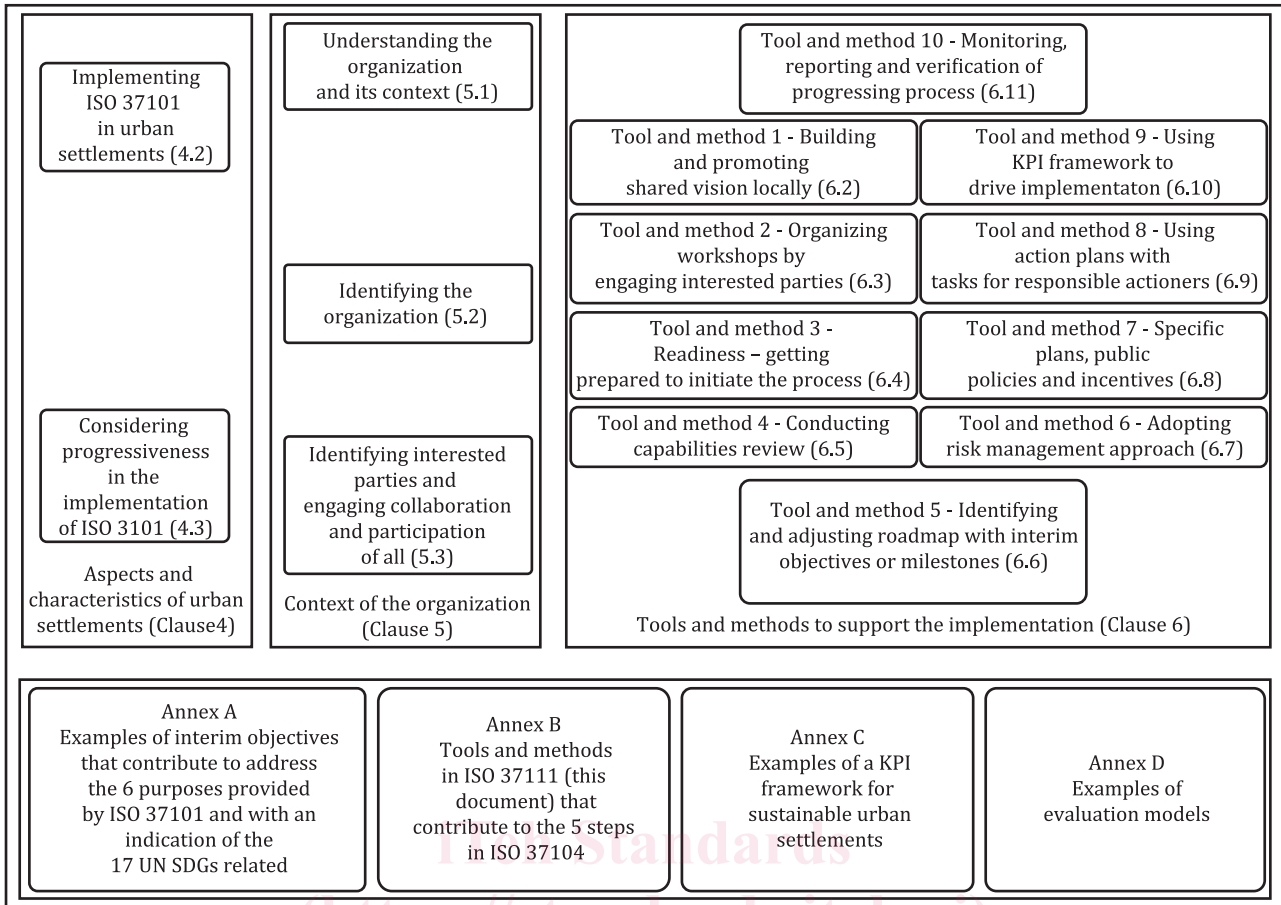 Implementing
ISO 37101
in urban
settlements (4.2)
Considering
progressiveness
in the
implementation
of ISO 3101 (4.3)
Aspects and
characteristics of urban
settlements (Clause4)
Understanding the
organization
and its context (5.1)
Identifying the
organization (5.2)
Identifying interested
parties and
engaging collaboration
and participation
of all (5.3)
Context of the organization
(Clause 5)
Tool and method 10 - Monitoring,
reporting and verification of
progressing process (6.11)
Tool and method 1 - Building
and promoting
shared vision locally (6.2)
Tool and method 9 - Using
KPI framework to
drive implementaton (6.10)
Tool and method 2 - Organizing
workshops by
engaging interested parties (6.3)
Tool and method 8 - Using
action plans with
tasks for responsible actioners (6.9)
Tool and method 3 -
Readiness – getting
prepared to initiate the process (6.4)
Tool and method 7 - Specific
plans, public
policies and incentives (6.8)
Tool and method 4 - Conducting
capabilities review (6.5)
Tool and method 6 - Adopting
risk management approach (6.7)
Tool and method 5 - Identifying
and adjusting roadmap with interim
objectives or milestones (6.6)
Tools and methods to support the implementation (Clause 6)
Annex A
Examples of interim objectives
that contribute to address
the 6 purposes provided
by ISO 37101 and with an
indication of the
17 UN SDGs related
Annex B
Tools and methods
in ISO 37111 (this
document) that
contribute to the 5 steps
in ISO 37104
Annex C
Examples of a KPI
framework for
sustainable urban
settlements
Annex D
Examples of
evaluation models
iTeh Standards